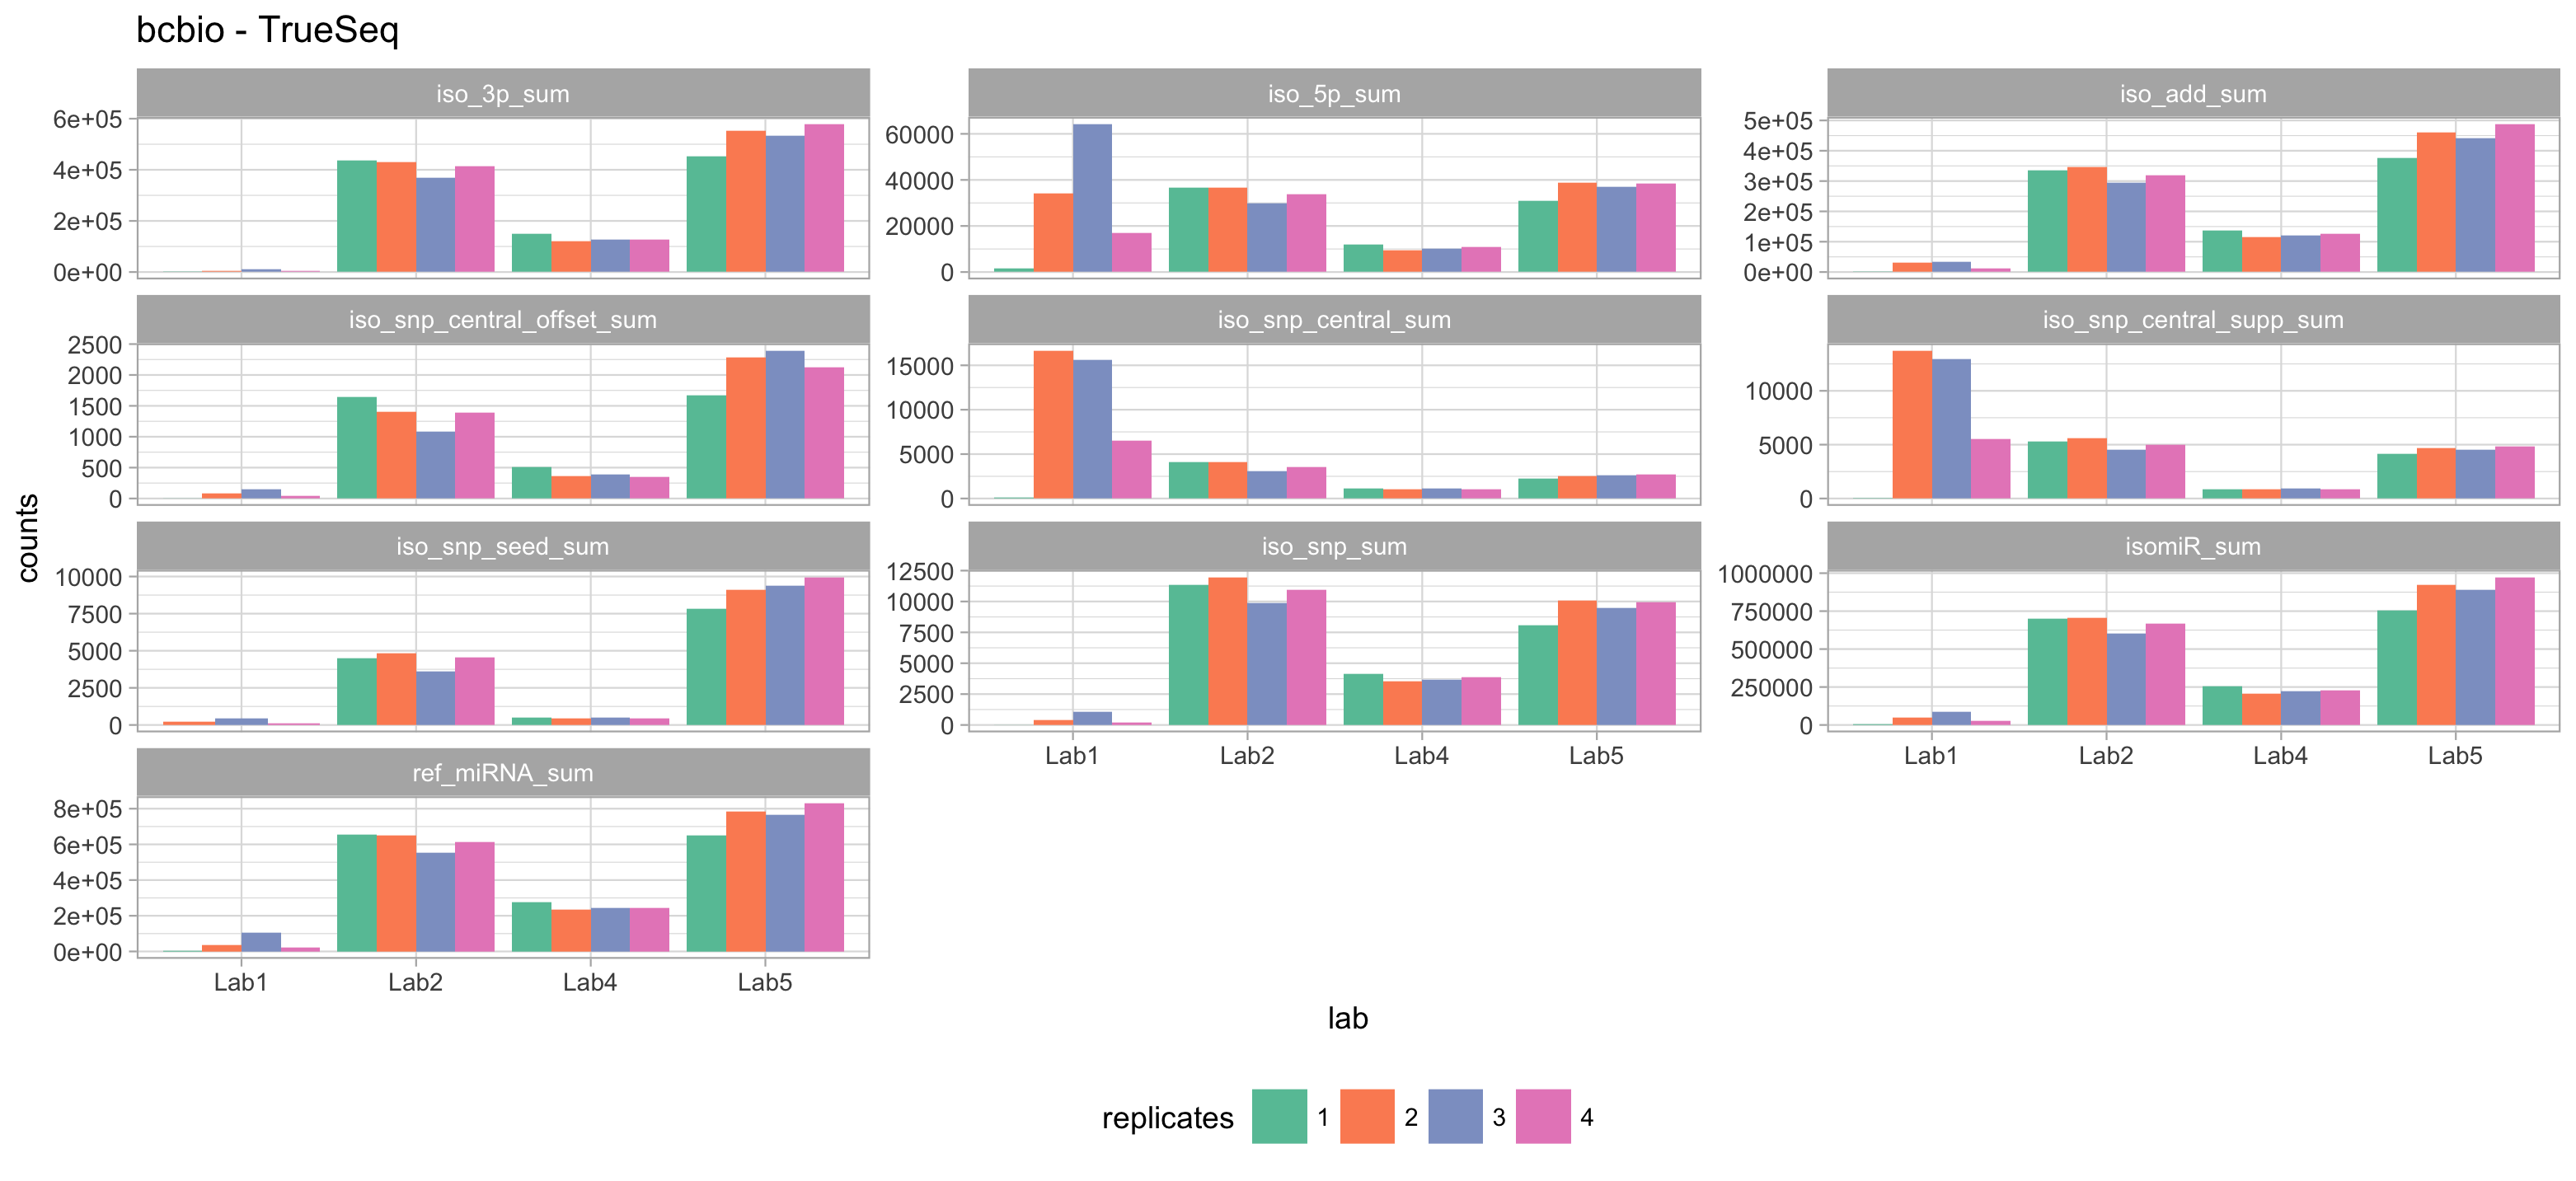 bcbio - TrueSeq
iso_3p_sum
iso_5p_sum
iso_add_sum
6e+05
4e+05
2e+05
0e+00
60000
40000
20000
0
5e+05
4e+05
3e+05
2e+05
1e+05
0e+00
iso_snp_central_offset_sum
iso_snp_central_sum
iso_snp_central_supp_sum
2500
2000
1500
1000
500
0
15000
10000
5000
0
10000
5000
0
counts
iso_snp_seed_sum
iso_snp_sum
isomiR_sum
10000
7500
5000
2500
0
12500
10000
7500
5000
2500
0
1000000
750000
500000
250000
0
Lab1 Lab2 Lab4 Lab5
Lab1 Lab2 Lab4 Lab5
ref_miRNA_sum
8e+05
6e+05
4e+05
2e+05
0e+00
Lab1 Lab2 Lab4 Lab5
lab
replicates 1 2 3 4